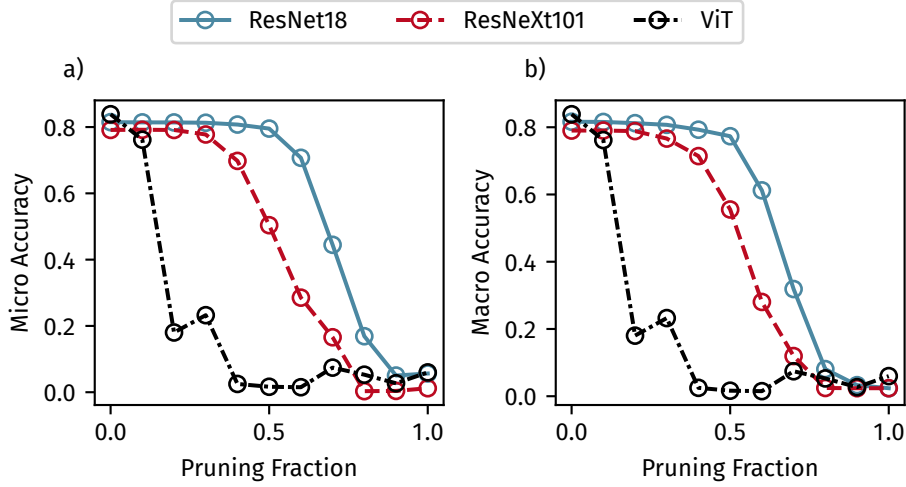 ResNet18 ResNeXt101 ViT
a) b)
0.8
0.6
0.4
0.2
0.0
Micro Accuracy
0.0 0.5 1.0
Pruning Fraction
0.8
0.6
0.4
0.2
0.0
Macro Accuracy
0.0 0.5 1.0
Pruning Fraction